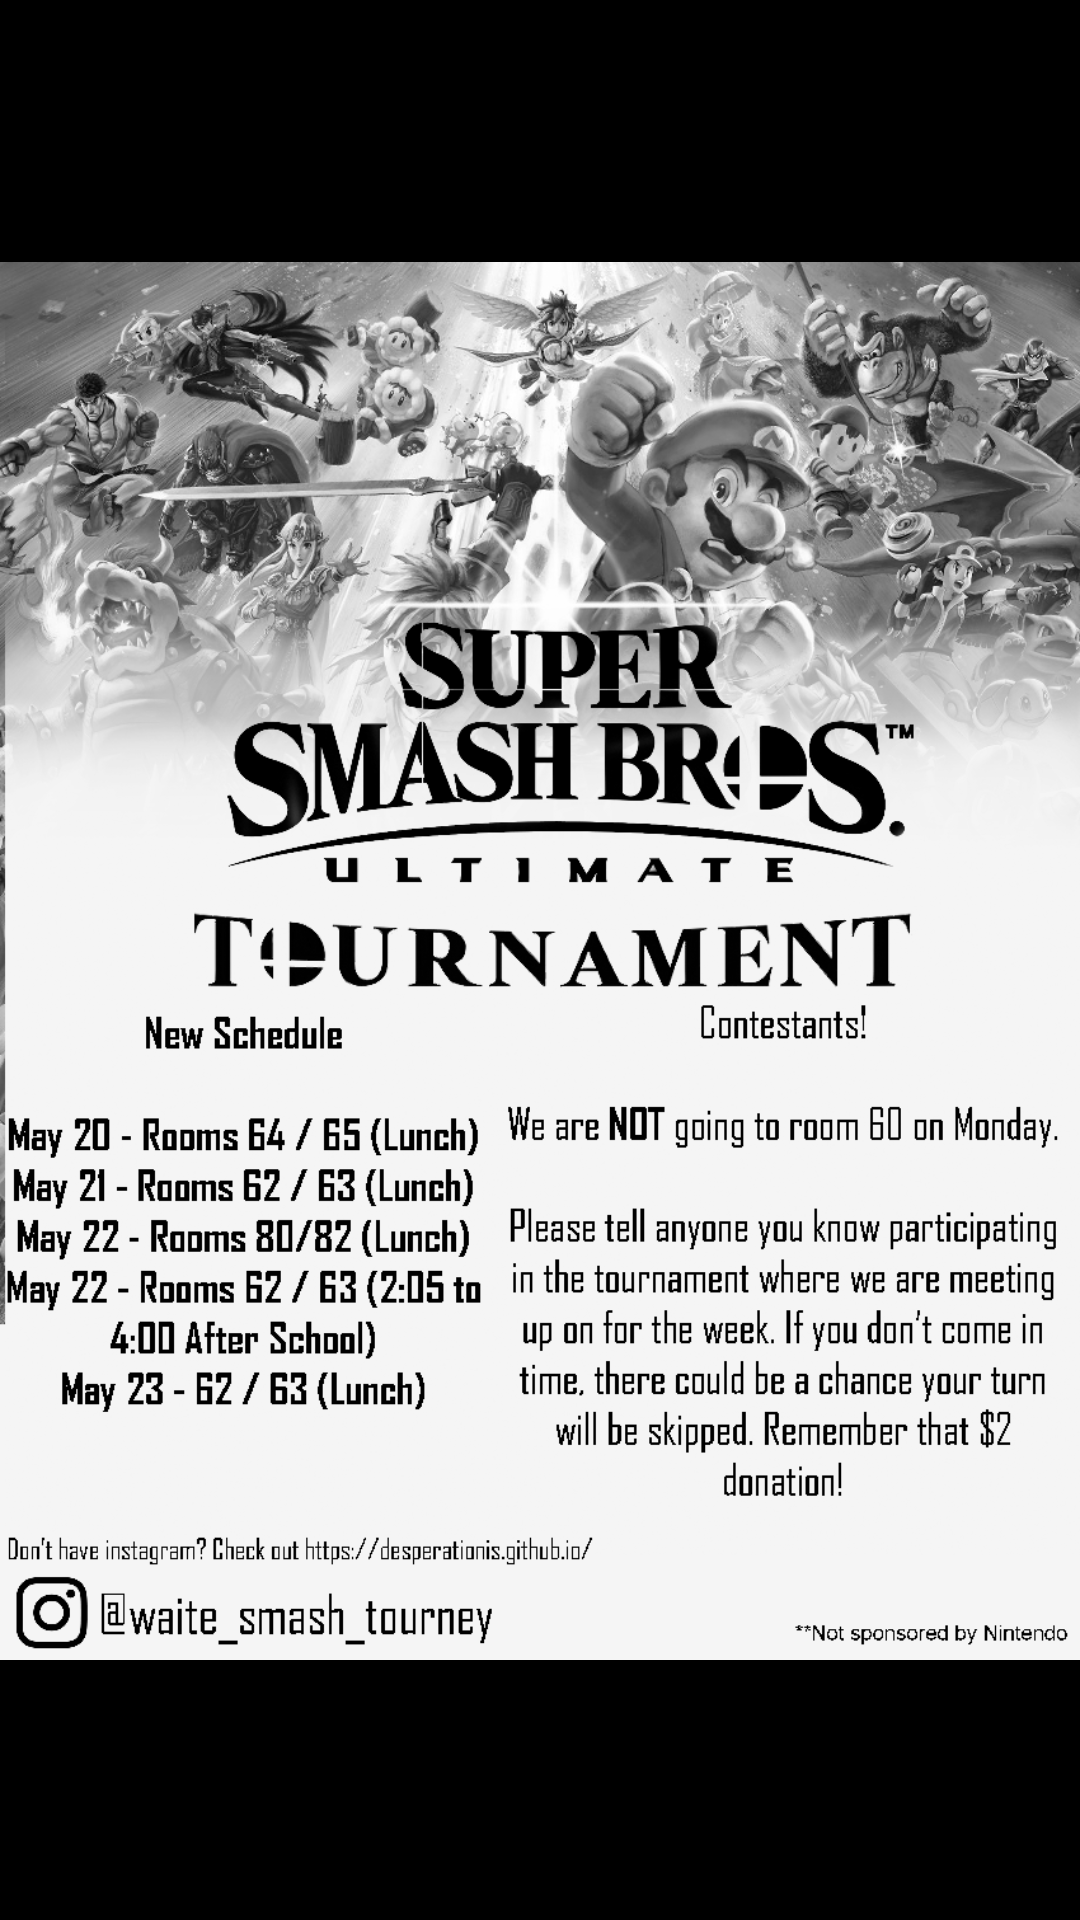 SUPER
SMASH BROS.™
ULTIMATE
TOURNAMENT
New Schedule
May 20 - Rooms 64 / 65 (Lunch)
May 21 - Rooms 62 / 63 (Lunch)
May 22 - Rooms 80/82 (Lunch)
May 22 - Rooms 62 / 63 (2:05 to
4:00 After School)
May 23 - 62 / 63 (Lunch)
Contestants!
We are NOT going to room 60 on Monday.
Please tell anyone you know participating
in the tournament where we are meeting
up on for the week. If you don't come in
time, there could be a chance your turn
will be skipped. Remember that $2
donation!
Don't have instagram? Check out https://desperationis.github.io/
@waite_smash_tourney
**Not sponsored by Nintendo